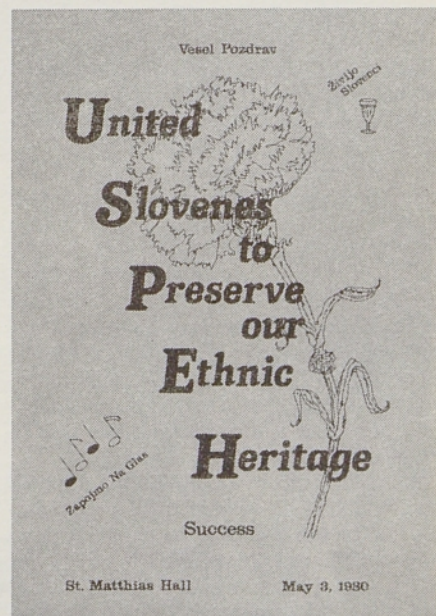 Vesel Pozdrav
Živijo
Slovenci
United
Slovenes
to
Preserve
our
Ethnic
Heritage
Zapojmo Na Glas
Success
St. Matthias Hall
May 3, 1980